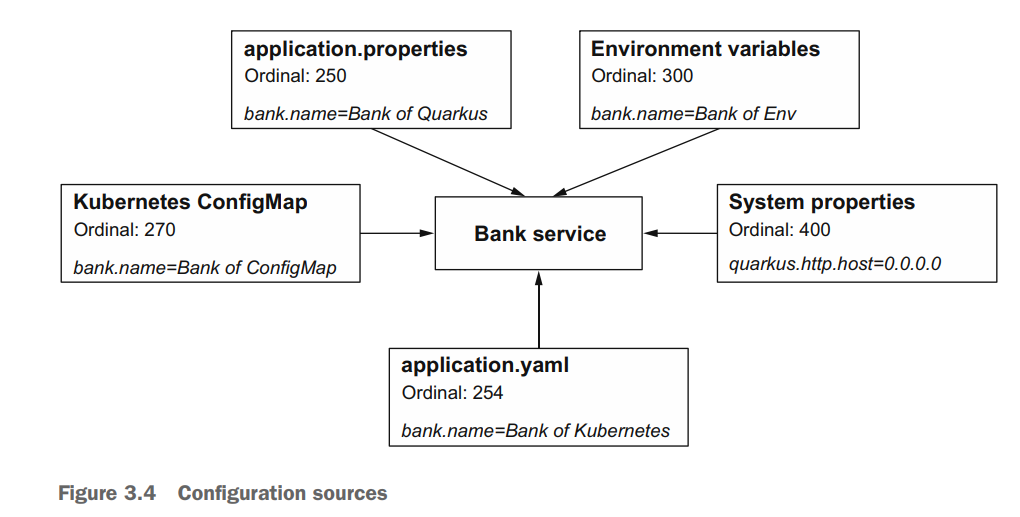 application.properties
Ordinal: 250
bank.name=Bank of Quarkus
Environment variables
Ordinal: 300
bank.name=Bank of Env
Kubernetes ConfigMap
Ordinal: 270
bank.name=Bank of ConfigMap
Bank service
System properties
Ordinal: 400
quarkus.http.host=0.0.0.0
application.yaml
Ordinal: 254
bank.name=Bank of Kubernetes
Figure 3.4 Configuration sources